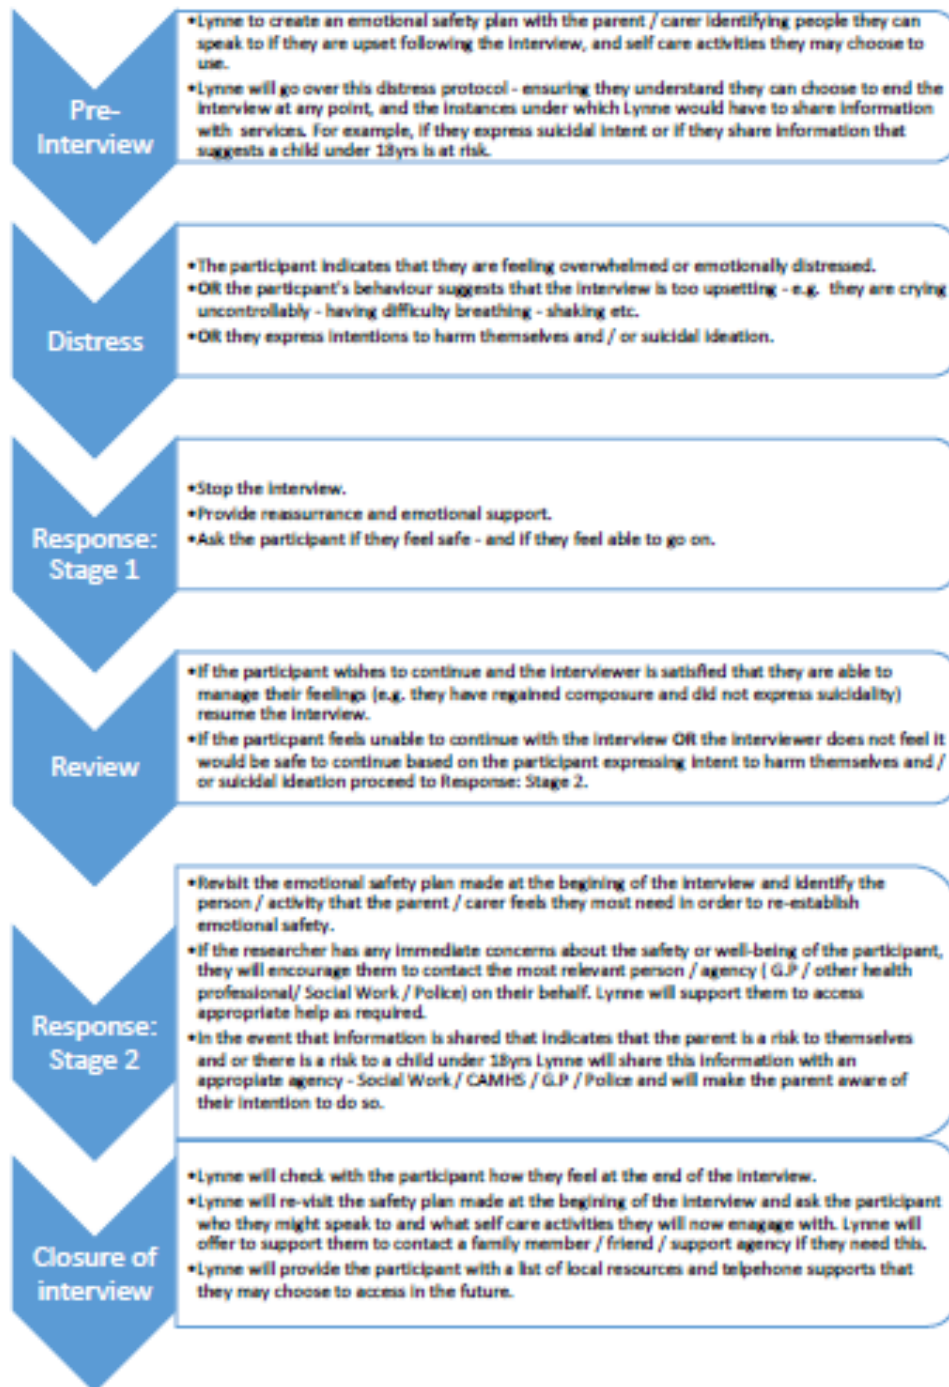 Pre-
Interview
•Lynne to create an emotional safety plan with the parent / carer identifying people they can
speak to if they are upset following the interview, and self care activities they may choose to
use.
•Lynne will go over this distress protocol - ensuring they understand they can choose to end the
interview at any point, and the instances under which Lynne would have to share information
with services. For example, if they express suicidal intent or if they share information that
suggests a child under 18yrs is at risk.
Distress
•The participant indicates that they are feeling overwhelmed or emotionally distressed.
•OR the particpant's behaviour suggests that the interview is too upsetting - e.g. they are crying
uncontrollably - having difficulty breathing - shaking etc.
•OR they express intentions to harm themselves and / or suicidal ideation.
Response:
Stage 1
•Stop the interview.
•Provide reassurrance and emotional support.
•Ask the participant if they feel safe - and if they feel able to go on.
Review
•If the participant wishes to continue and the interviewer is satisfied that they are able to
manage their feelings (e.g. they have regained composure and did not express suicidality)
resume the interview.
•If the particpant feels unable to continue with the interview OR the interviewer does not feel it
would be safe to continue based on the participant expressing intent to harm themselves and /
or suicidal ideation proceed to Response: Stage 2.
Response:
Stage 2
•Revisit the emotional safety plan made at the begining of the interview and identify the
person / activity that the parent / carer feels they most need in order to re-establish
emotional safety.
•If the researcher has any immediate concerns about the safety or well-being of the participant,
they will encourage them to contact the most relevant person / agency ( G.P / other health
professional/ Social Work / Police) on their behalf. Lynne will support them to access
appropriate help as required.
•In the event that information is shared that indicates that the parent is a risk to themselves
and or there is a risk to a child under 18yrs Lynne will share this information with an
appropiate agency - Social Work / CAMHS / G.P / Police and will make the parent aware of
their intention to do so.
Closure of
interview
•Lynne will check with the participant how they feel at the end of the interview.
•Lynne will re-visit the safety plan made at the begining of the interview and ask the participant
who they might speak to and what self care activities they will now enagage with. Lynne will
offer to support them to contact a family member / friend / support agency if they need this.
•Lynne will provide the participant with a list of local resources and telpehone supports that
they may choose to access in the future.